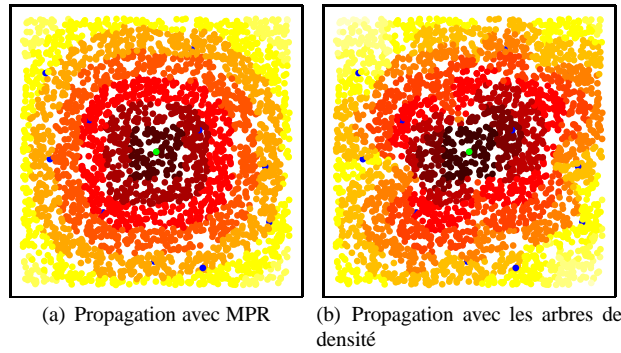 (a) Propagation avec MPR
(b) Propagation avec les arbres de
densité